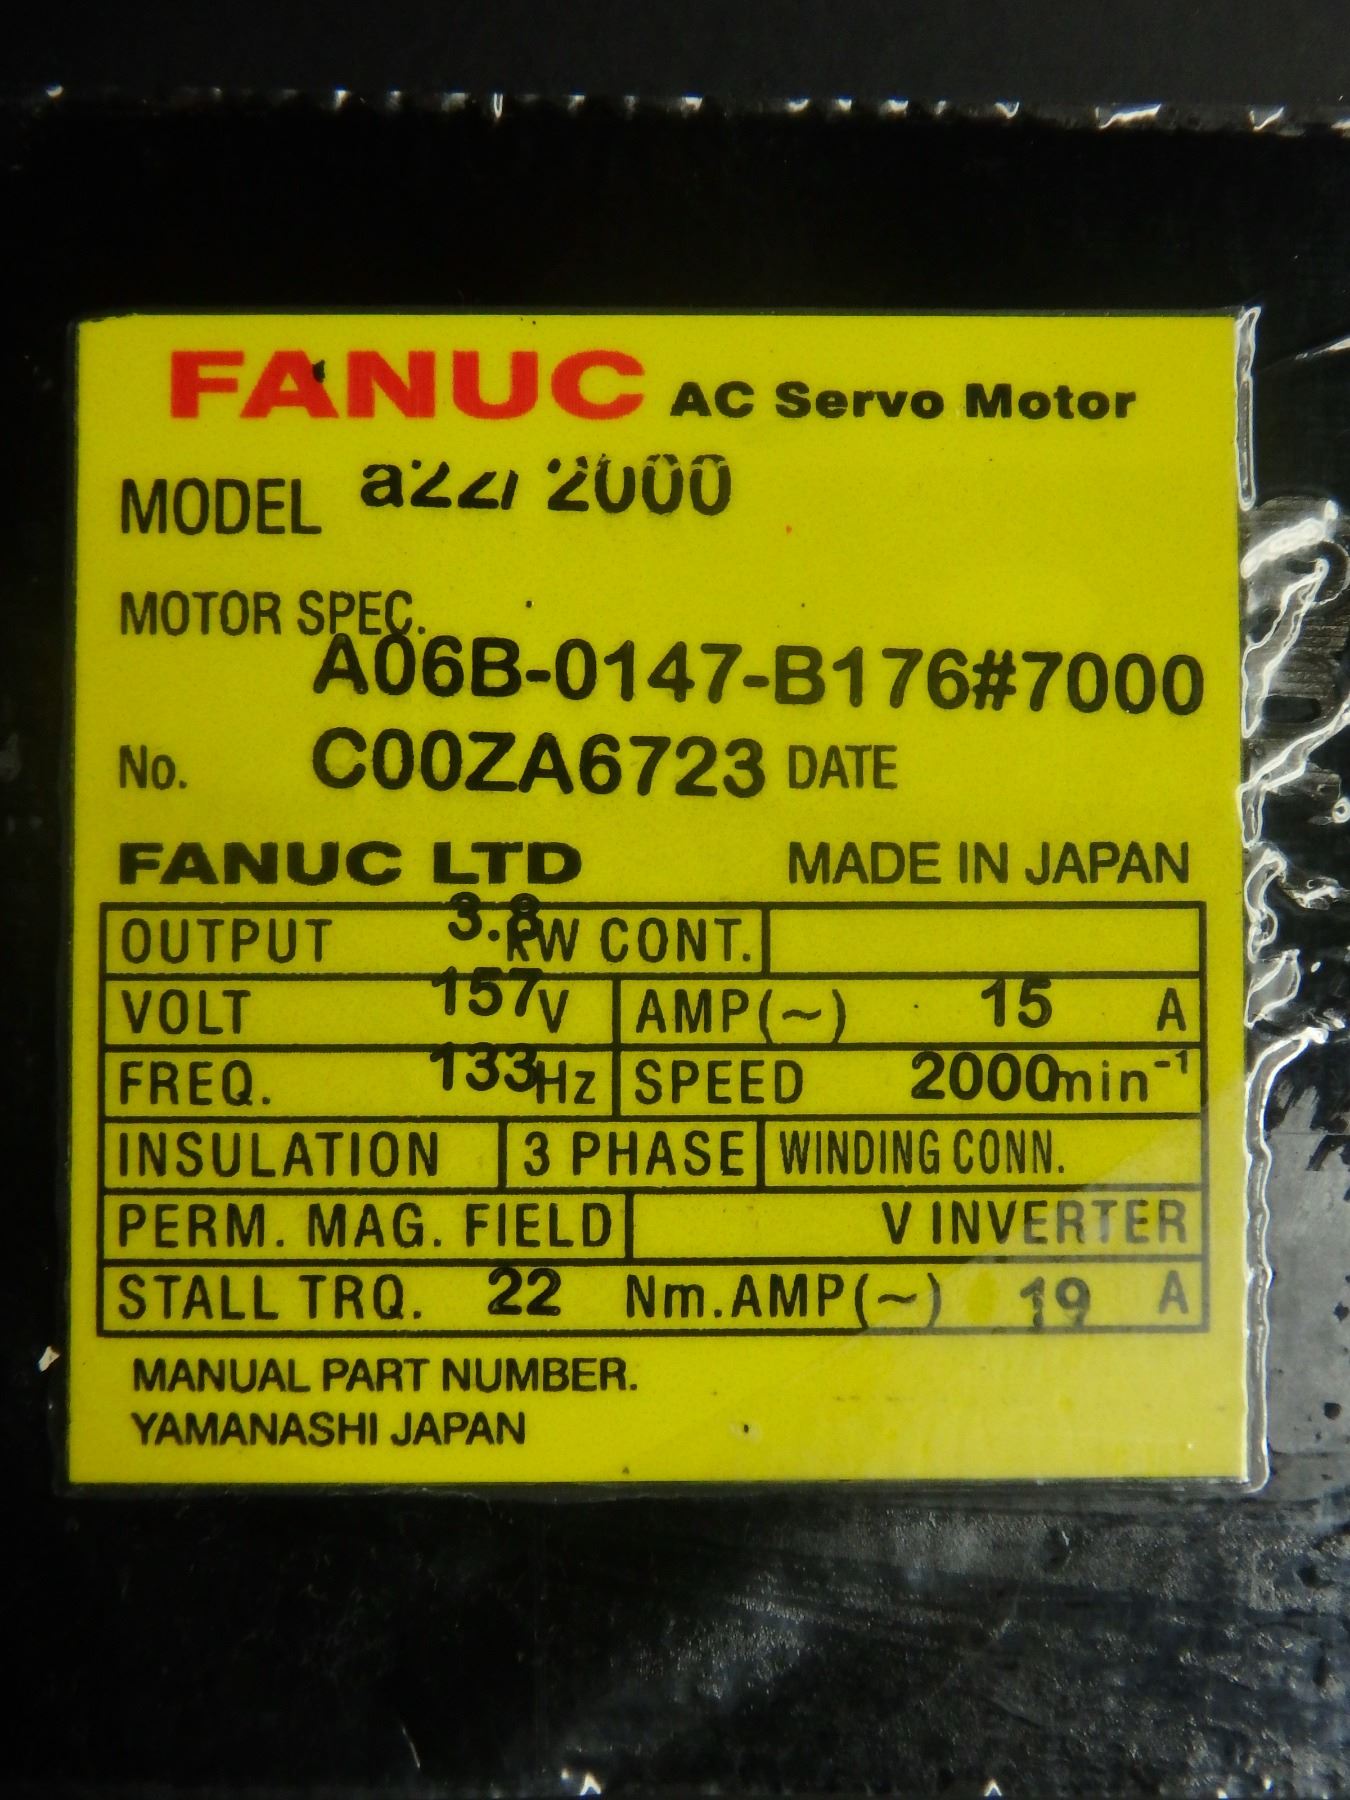 FANUC AC Servo Motor
MODEL a22/2000
MOTOR SPEC.
A06B-0147-B176#7000
No. C00ZA6723 DATE
FANUC LTD MADE IN JAPAN
OUTPUT 3.8 kW CONT.
VOLT 157 V AMP(~) 15 A
FREQ. 133 Hz SPEED 2000 min⁻¹
INSULATION 3 PHASE WINDING CONN.
PERM. MAG. FIELD V INVERTER
STALL TRQ. 22 Nm. AMP(~) 19 A
MANUAL PART NUMBER.
YAMANASHI JAPAN